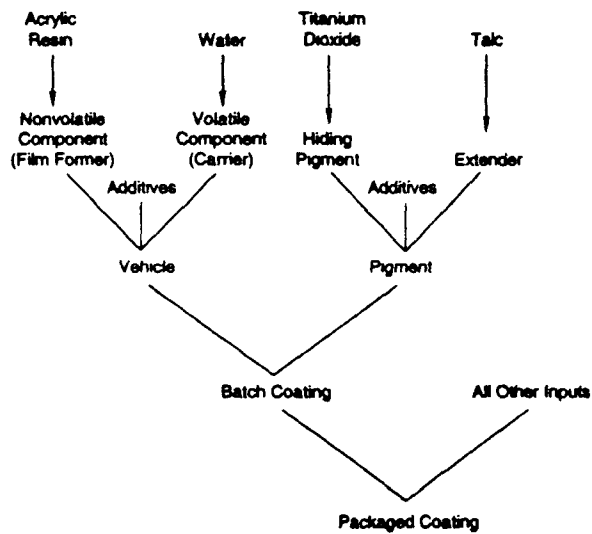 Acrylic
Resin
Water
Titanium
Dioxide
Talc
Nonvolatile
Component
(Film Former)
Volatile
Component
(Carrier)
Hiding
Pigment
Extender
Additives
Additives
Vehicle
Pigment
Batch Coating
All Other Inputs
Packaged Coating